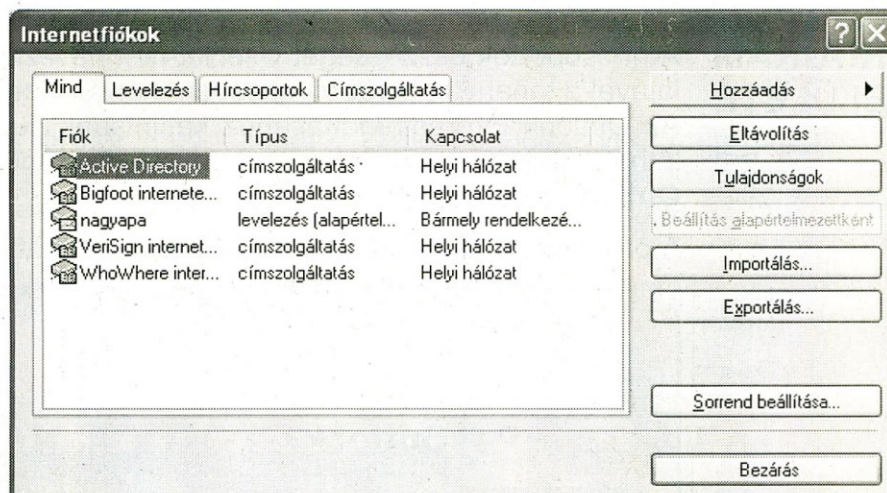 Internetfiókok
Mind Levelezés Hírcsoportok Címszolgáltatás
Fiók Típus Kapcsolat
Active Directory címszolgáltatás Helyi hálózat
Bigfoot internete... címszolgáltatás Helyi hálózat
nagyapa levelezés (alapértel... Bármely rendelkezé...
VeriSign internet... címszolgáltatás Helyi hálózat
WhoWhere inter... címszolgáltatás Helyi hálózat
Hozzáadás
Eltávolítás
Tulajdonságok
Beállítás alapértelmezettként
Importálás...
Exportálás...
Sorrend beállítása...
Bezárás